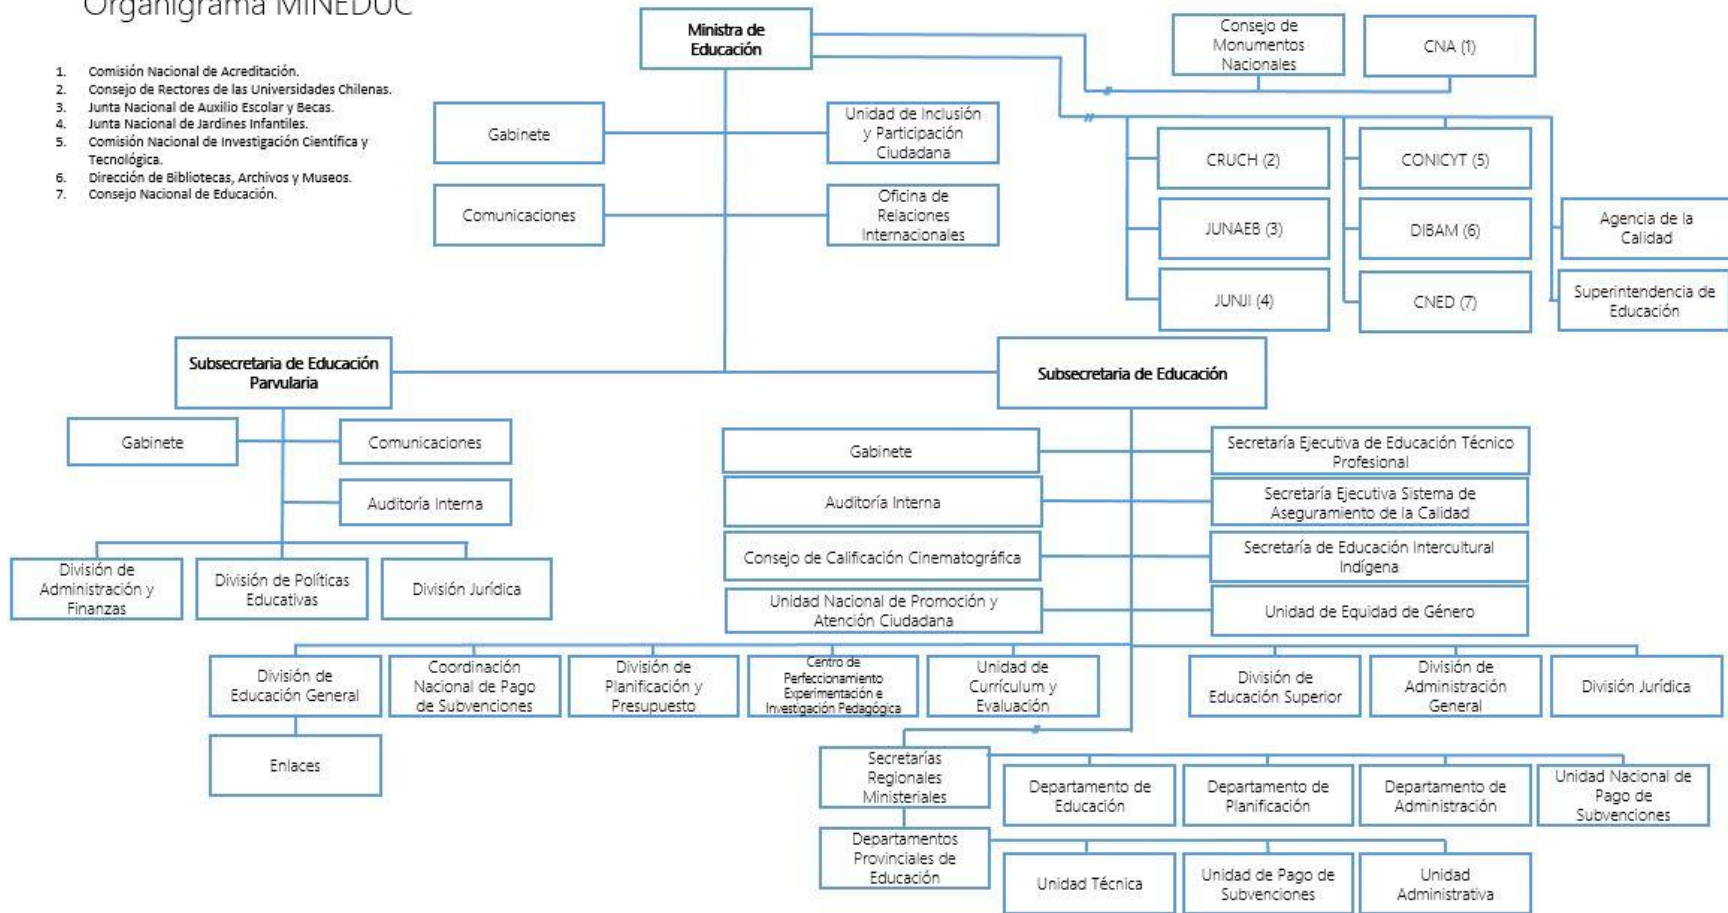 Organigrama MINEDUC
1. Comisión Nacional de Acreditación.
2. Consejo de Rectores de las Universidades Chilenas.
3. Junta Nacional de Auxilio Escolar y Becas.
4. Junta Nacional de Jardines Infantiles.
5. Comisión Nacional de Investigación Científica y
Tecnológica.
6. Dirección de Bibliotecas, Archivos y Museos.
7. Consejo Nacional de Educación.
Ministra de
Educación
Consejo de
Monumentos
Nacionales
CNA (1)
Gabinete
Unidad de Inclusión
y Participación
Ciudadana
Comunicaciones
Oficina de
Relaciones
Internacionales
CRUCH (2)
CONICYT (5)
JUNAEB (3)
DIBAM (6)
Agencia de la
Calidad
JUNJI (4)
CNED (7)
Superintendencia de
Educación
Subsecretaria de Educación
Parvularia
Subsecretaria de Educación
Gabinete
Comunicaciones
Auditoría Interna
División de
Administración y
Finanzas
División de Políticas
Educativas
División Jurídica
Gabinete
Secretaría Ejecutiva de Educación Técnico
Profesional
Auditoría Interna
Secretaría Ejecutiva Sistema de
Aseguramiento de la Calidad
Consejo de Calificación Cinematográfica
Secretaría de Educación Intercultural
Indígena
Unidad Nacional de Promoción y
Atención Ciudadana
Unidad de Equidad de Género
División de
Educación General
Coordinación
Nacional de Pago
de Subvenciones
División de
Planificación y
Presupuesto
Centro de
Perfeccionamiento
Experimentación e
Investigación Pedagógica
Unidad de
Currículum y
Evaluación
División de
Educación Superior
División de
Administración
General
División Jurídica
Enlaces
Secretarías
Regionales
Ministeriales
Departamento de
Educación
Departamento de
Planificación
Departamento de
Administración
Unidad Nacional de
Pago de
Subvenciones
Departamentos
Provinciales de
Educación
Unidad Técnica
Unidad de Pago de
Subvenciones
Unidad
Administrativa